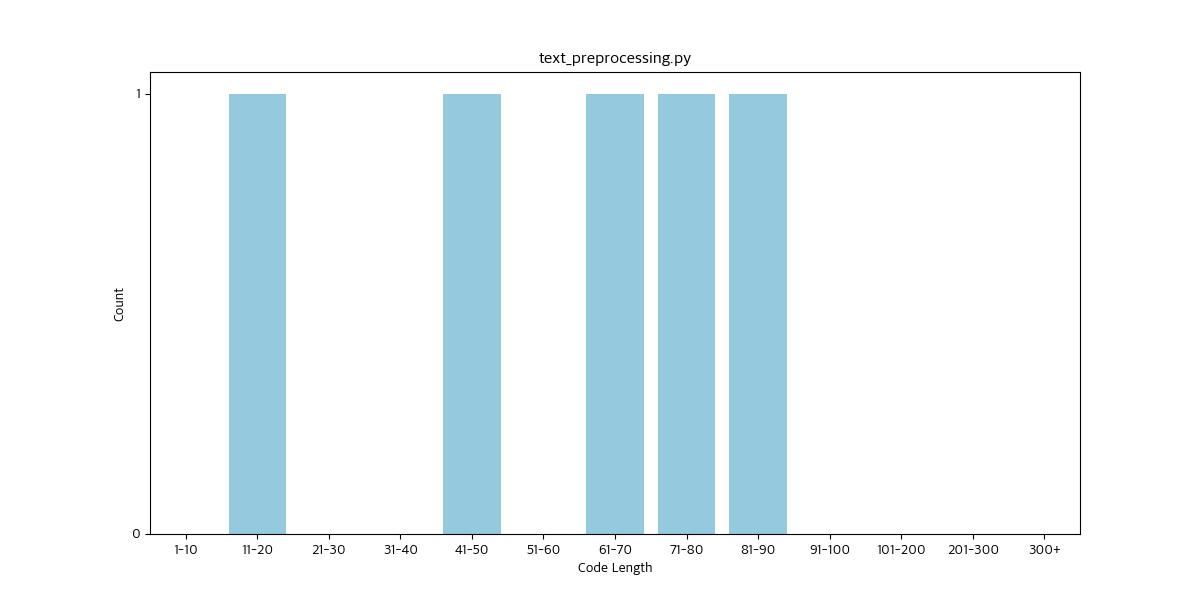 text_preprocessing.py
1
0
Count
1-10 11-20 21-30 31-40 41-50 51-60 61-70 71-80 81-90 91-100 101-200 201-300 300+
Code Length